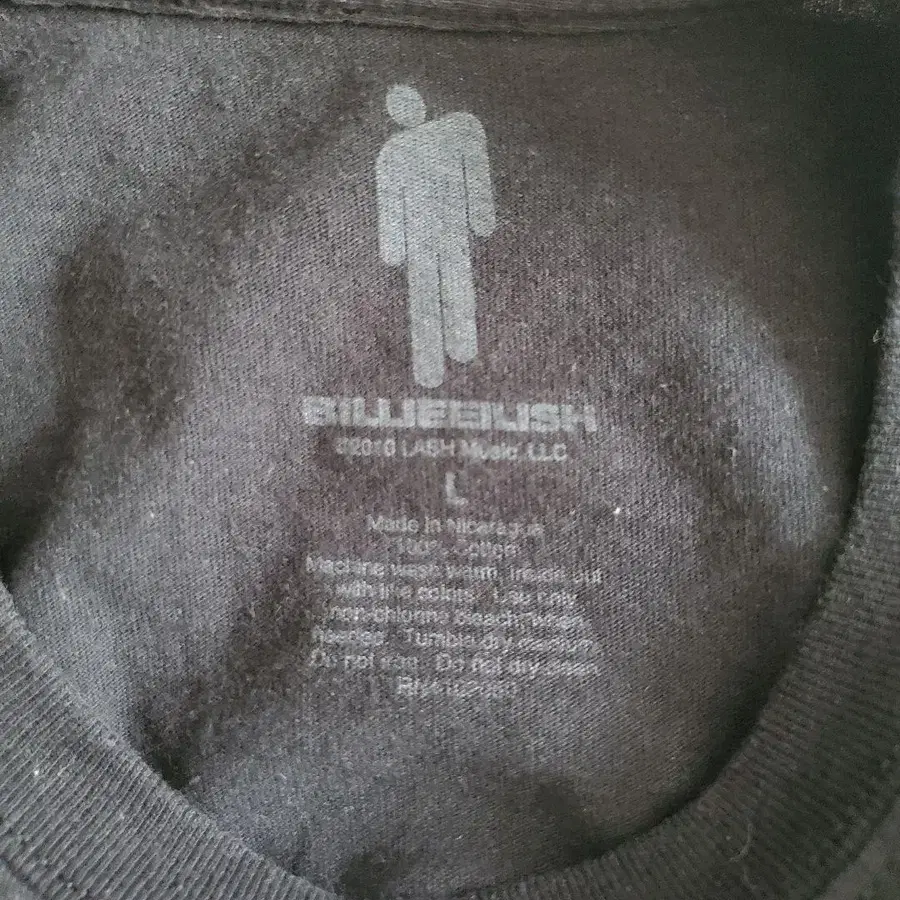 BILLIEEILISH
LASH Music LLC
L
Made in Nicaragua
100% Cotton
Machine wash warm, inside out
with like colors. Use only
non-chlorine bleach, when
needed. Tumble dry medium.
Do not iron. Do not dry clean.